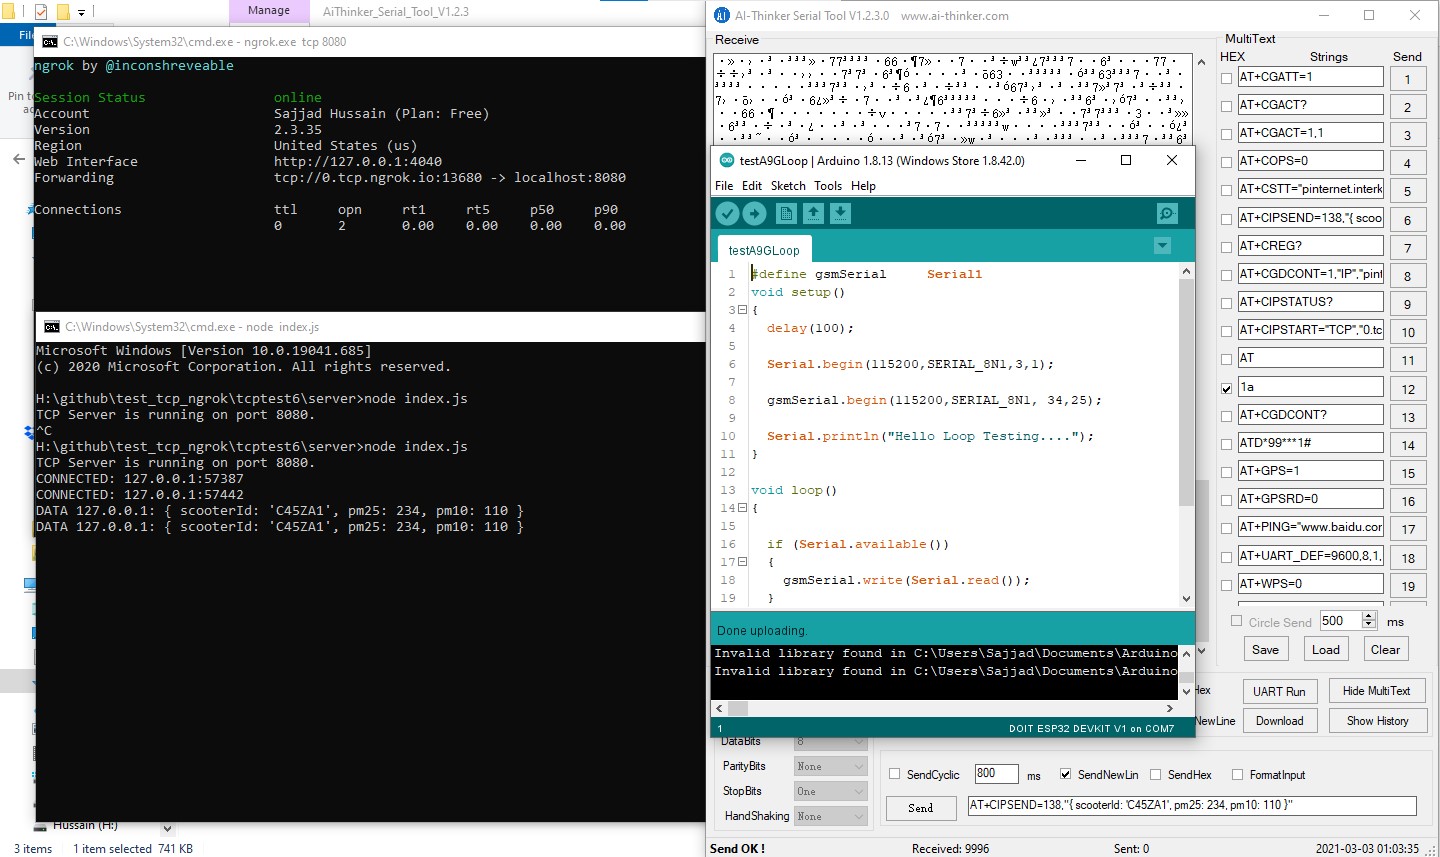 Manage
AiThinker_Serial_Tool_V1.2.3
C:\Windows\System32\cmd.exe - ngrok.exe  tcp 8080
ngrok by @inconshreveable
Session Status online
Account Sajjad Hussain (Plan: Free)
Version 2.3.35
Region United States (us)
Web Interface http://127.0.0.1:4040
Forwarding tcp://0.tcp.ngrok.io:13680 -> localhost:8080
Connections ttl opn rt1 rt5 p50 p90
0 2 0.00 0.00 0.00 0.00
C:\Windows\System32\cmd.exe - node  index.js
Microsoft Windows [Version 10.0.19041.685]
(c) 2020 Microsoft Corporation. All rights reserved.
H:\github\test_tcp_ngrok\tcptest6\server>node index.js
TCP Server is running on port 8080.
^C
H:\github\test_tcp_ngrok\tcptest6\server>node index.js
TCP Server is running on port 8080.
CONNECTED: 127.0.0.1:57387
CONNECTED: 127.0.0.1:57442
DATA 127.0.0.1: { scooterId: 'C45ZA1', pm25: 234, pm10: 110 }
DATA 127.0.0.1: { scooterId: 'C45ZA1', pm25: 234, pm10: 110 }
Hussain (H:)
3 items 1 item selected 741 KB
AI-Thinker Serial Tool V1.2.3.0 www.ai-thinker.com
Receive
testA9GLoop | Arduino 1.8.13 (Windows Store 1.8.42.0)
File Edit Sketch Tools Help
testA9GLoop
1 #define gsmSerial Serial1
2 void setup()
3 {
4 delay(100);
5
6 Serial.begin(115200,SERIAL_8N1,3,1);
7
8 gsmSerial.begin(115200,SERIAL_8N1, 34,25);
9
10 Serial.println("Hello Loop Testing....");
11 }
12
13 void loop()
14 {
15
16 if (Serial.available())
17 {
18 gsmSerial.write(Serial.read());
19 }
Done uploading.
Invalid library found in C:\Users\Sajjad\Documents\Arduino
Invalid library found in C:\Users\Sajjad\Documents\Arduino
1 DOIT ESP32 DEVKIT V1 on COM7
MultiText
HEX Strings Send
AT+CGATT=1 1
AT+CGACT? 2
AT+CGACT=1,1 3
AT+COPS=0 4
AT+CSTT="pinternet.interk 5
AT+CIPSEND=138,"{ scoo 6
AT+CREG? 7
AT+CGDCONT=1,"IP","pint 8
AT+CIPSTATUS? 9
AT+CIPSTART="TCP","0.tc 10
AT 11
1a 12
AT+CGDCONT? 13
ATD*99***1# 14
AT+GPS=1 15
AT+GPSRD=0 16
AT+PING="www.baidu.cor 17
AT+UART_DEF=9600,8,1, 18
AT+WPS=0 19
Circle Send 500 ms
Save Load Clear
Hex UART Run Hide MultiText
NewLine Download Show History
DataBits 8
ParityBits None
StopBits One
HandShaking None
SendCyclic 800 ms SendNewLin SendHex FormatInput
Send AT+CIPSEND=138,"{ scooterId: 'C45ZA1', pm25: 234, pm10: 110 }"
Send OK ! Received: 9996 Sent: 0 2021-03-03 01:03:35